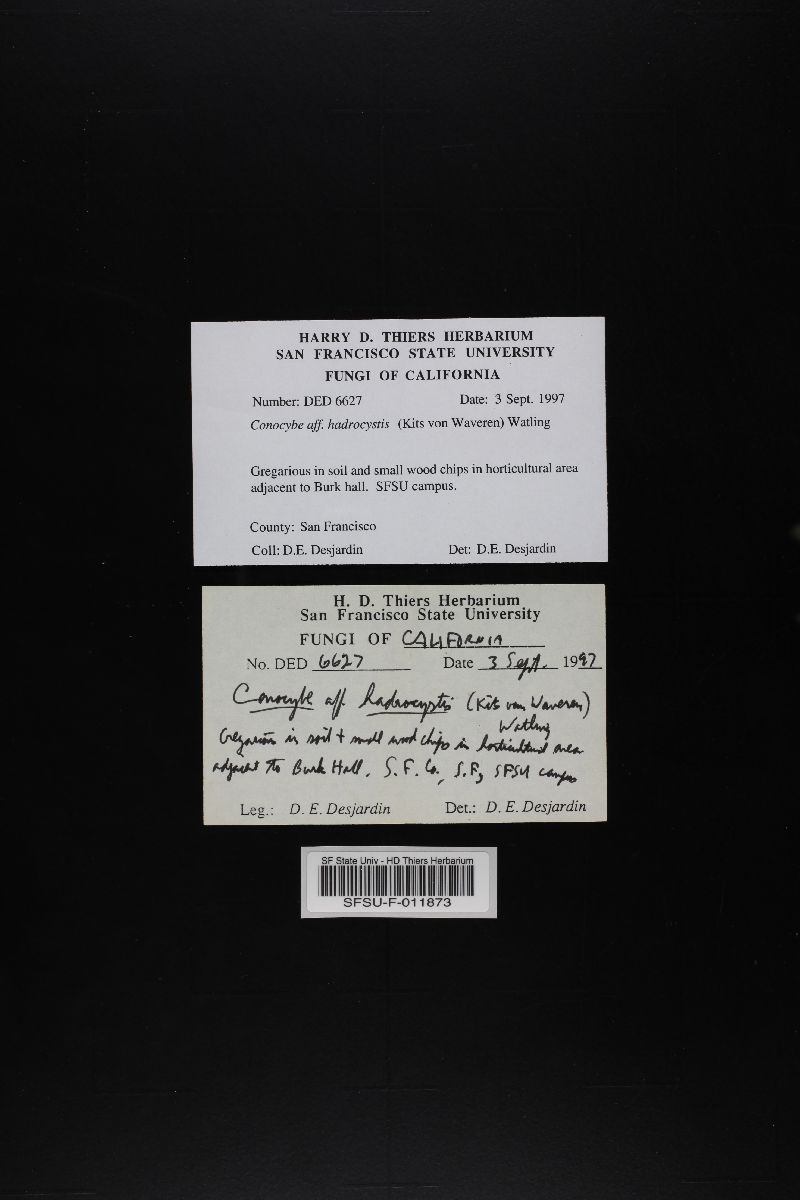 HARRY D. THIERS HERBARIUM
SAN FRANCISCO STATE UNIVERSITY
FUNGI OF CALIFORNIA
Number: DED 6627 Date: 3 Sept. 1997
Conocybe aff. hadrocystis (Kits von Waveren) Watling
Gregarious in soil and small wood chips in horticultural area
adjacent to Burk hall. SFSU campus.
County: San Francisco
Coll: D.E. Desjardin Det: D.E. Desjardin
H. D. Thiers Herbarium
San Francisco State University
FUNGI OF CALIFORNIA
No. DED 6627 Date 3 Sept. 1997
Conocybe aff hadrocystis (Kits von Waveren)
Watling
Gregarious in soil + small wood chips in horticultural area
adjacent to Burk Hall. S.F. Co., S.F., SFSU campus
Leg.: D. E. Desjardin Det.: D. E. Desjardin
SF State Univ - HD Thiers Herbarium
SFSU-F-011873